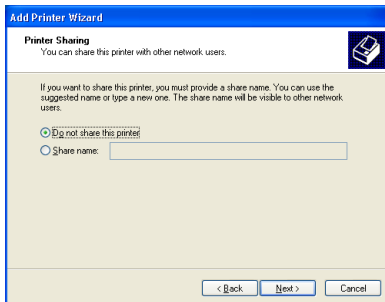 Add Printer Wizard
Printer Sharing
You can share this printer with other network users.
If you want to share this printer, you must provide a share name. You can use the
suggested name or type a new one. The share name will be visible to other network
users.
Do not share this printer
Share name:
< Back Next > Cancel